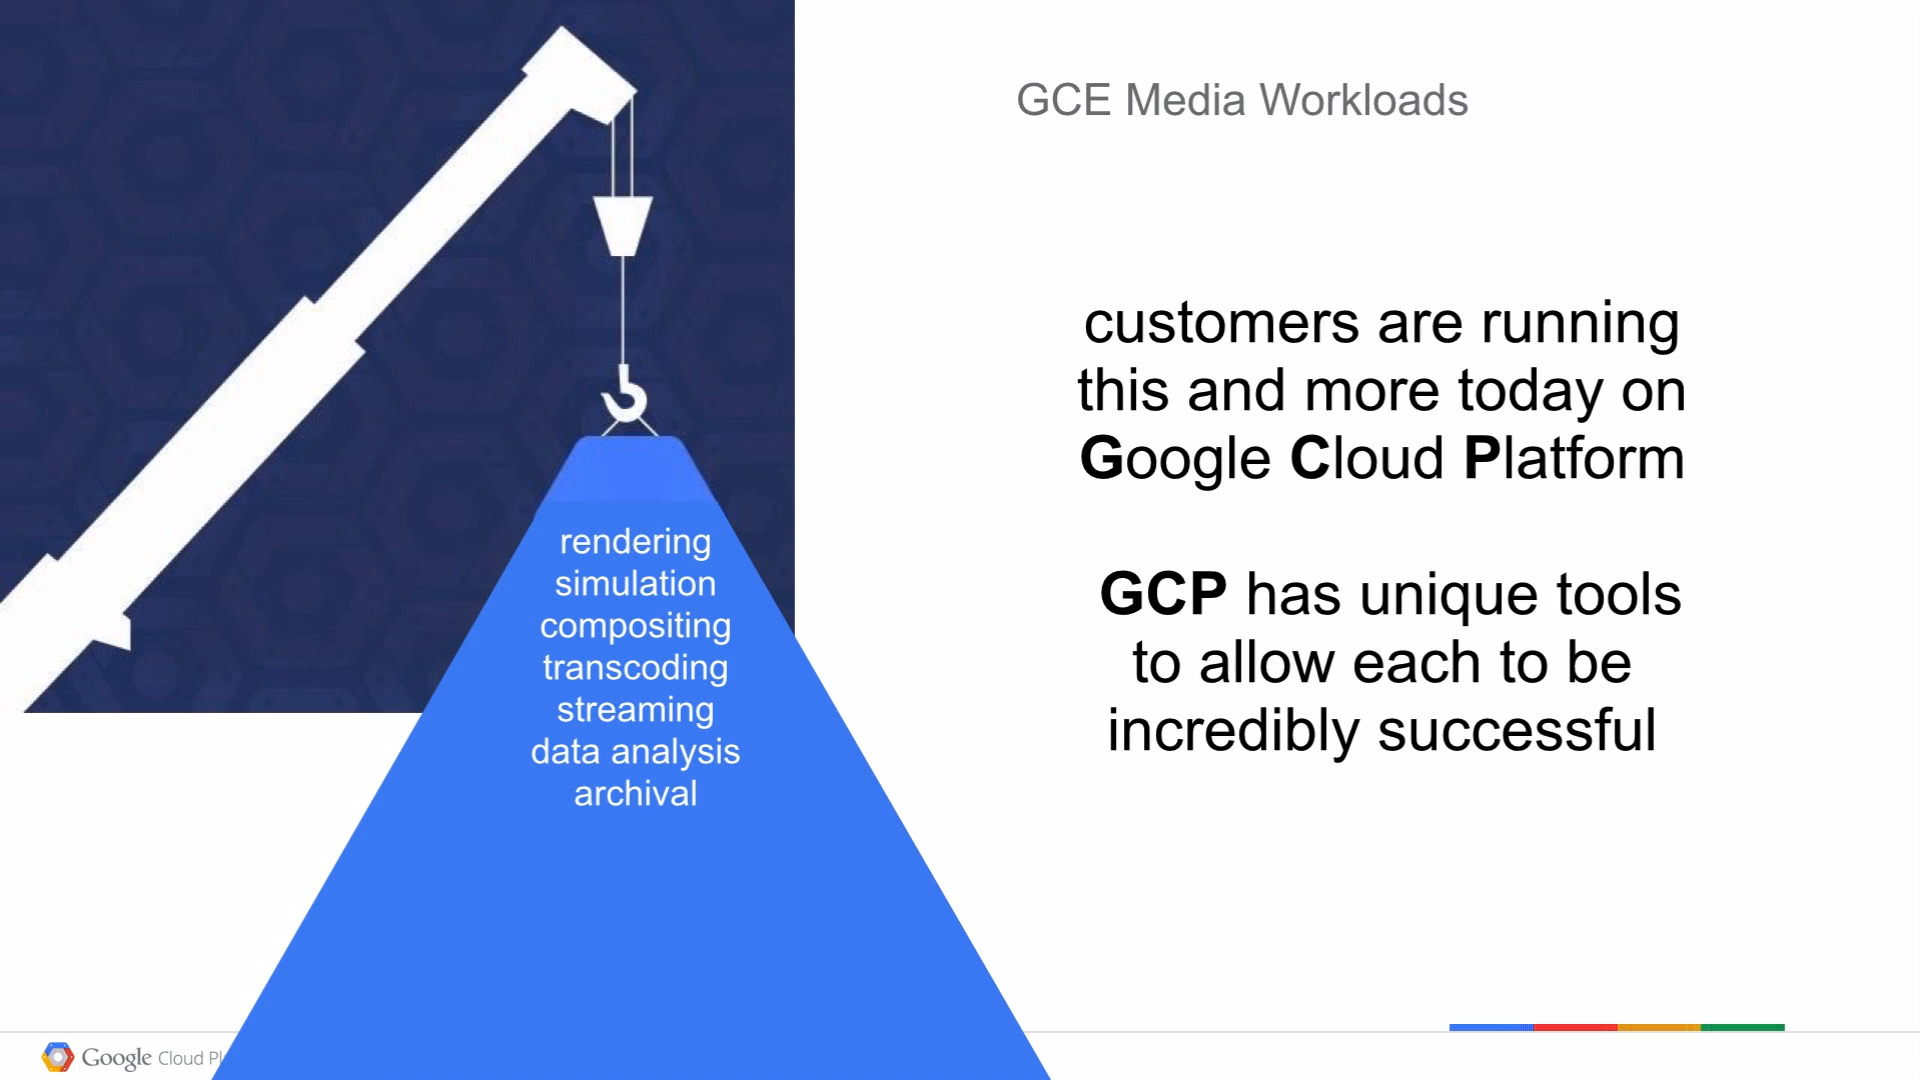 GCE Media Workloads
customers are running
this and more today on
Google Cloud Platform
GCP has unique tools
to allow each to be
incredibly successful
rendering
simulation
compositing
transcoding
streaming
data analysis
archival
Google Cloud